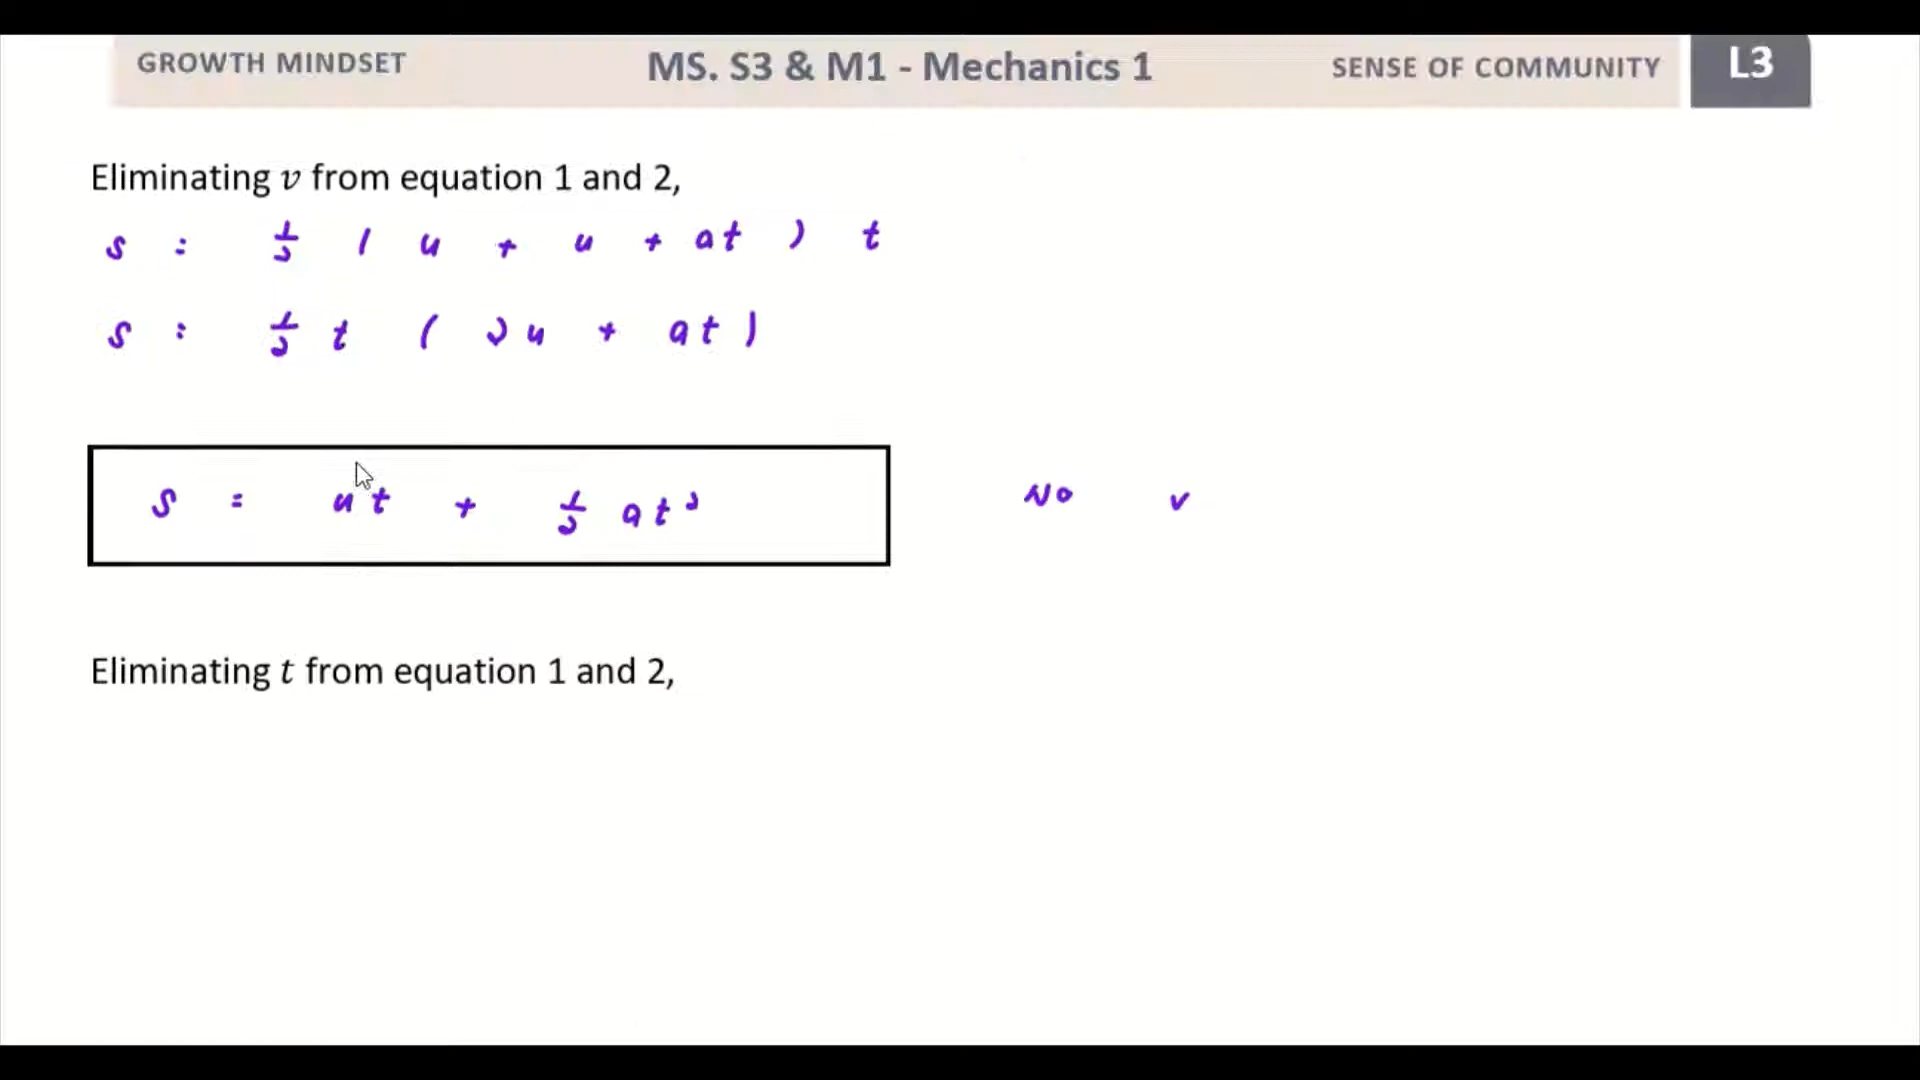 GROWTH MINDSET MS. S3 & M1 - Mechanics 1 SENSE OF COMMUNITY L3
Eliminating v from equation 1 and 2,
s = ½ ( u + u + at ) t
s = ½ t ( 2u + at )
s = ut + ½ at² NO v
Eliminating t from equation 1 and 2,